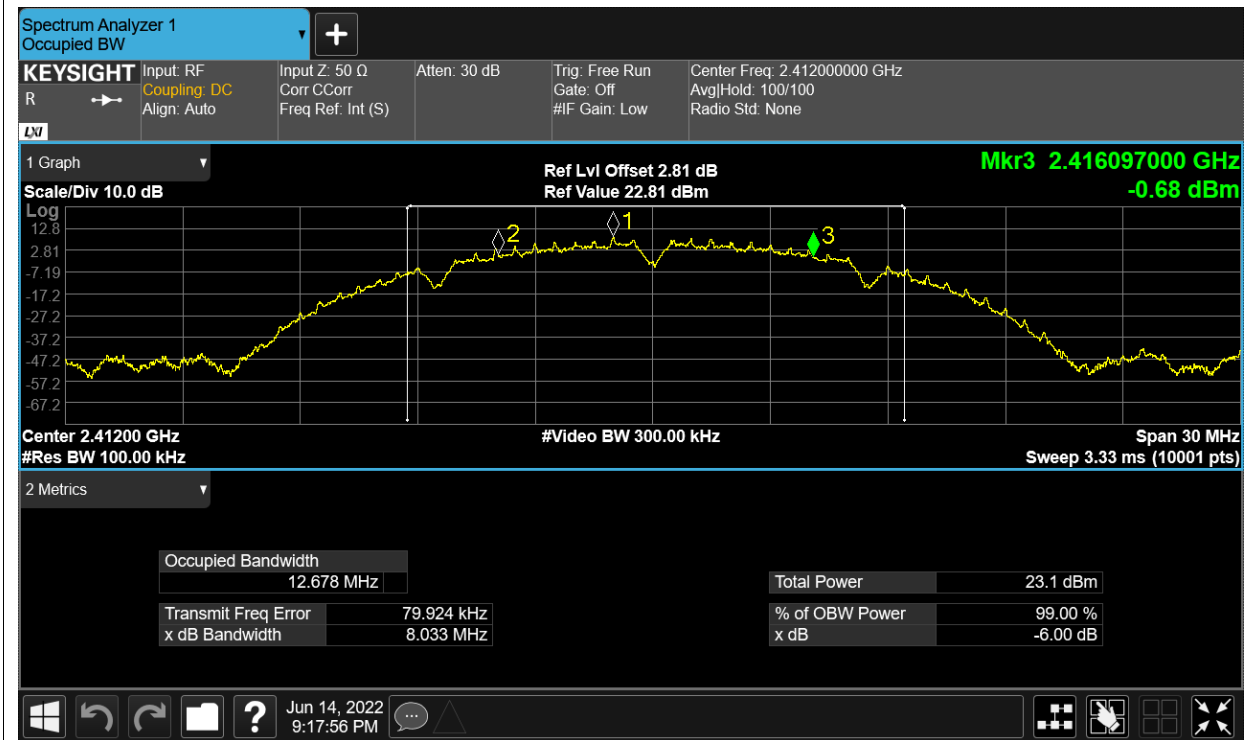 Spectrum Analyzer 1
Occupied BW
▼
+
KEYSIGHT
R
LXI
Input: RF
Coupling: DC
Align: Auto
Input Z: 50 Ω
Corr CCorr
Freq Ref: Int (S)
Atten: 30 dB
Trig: Free Run
Gate: Off
#IF Gain: Low
Center Freq: 2.412000000 GHz
Avg|Hold: 100/100
Radio Std: None
1 Graph ▼
Scale/Div 10.0 dB
Ref Lvl Offset 2.81 dB
Ref Value 22.81 dBm
Mkr3 2.416097000 GHz
-0.68 dBm
Log
12.8
2.81
-7.19
-17.2
-27.2
-37.2
-47.2
-57.2
-67.2
2
1
3
Center 2.41200 GHz
#Res BW 100.00 kHz
#Video BW 300.00 kHz
Span 30 MHz
Sweep 3.33 ms (10001 pts)
2 Metrics ▼
Occupied Bandwidth
12.678 MHz
Total Power 23.1 dBm
Transmit Freq Error 79.924 kHz
% of OBW Power 99.00 %
x dB Bandwidth 8.033 MHz
x dB -6.00 dB
?
Jun 14, 2022
9:17:56 PM